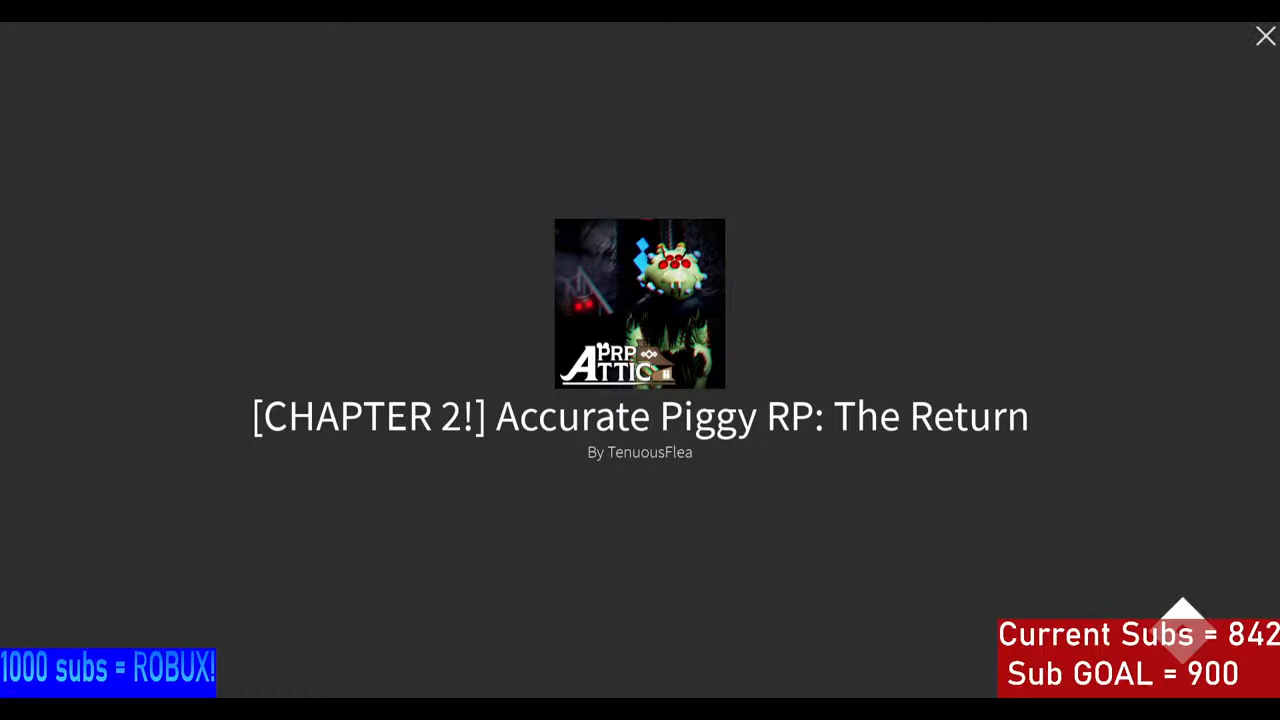 PRP
ATTIC
[CHAPTER 2!] Accurate Piggy RP: The Return
By TenuousFlea
1000 subs = ROBUX!
Current Subs = 842
Sub GOAL = 900